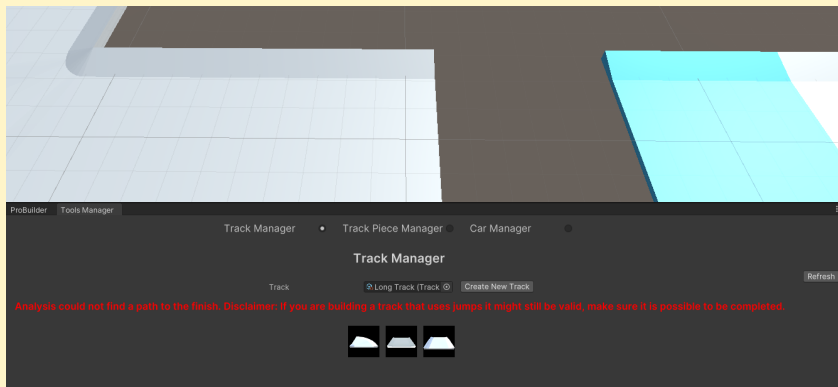 ProBuilder Tools Manager
Track Manager Track Piece Manager Car Manager
Track Manager
Refresh
Track Long Track (Track Create New Track
Analysis could not find a path to the finish. Disclaimer: If you are building a track that uses jumps it might still be valid, make sure it is possible to be completed.